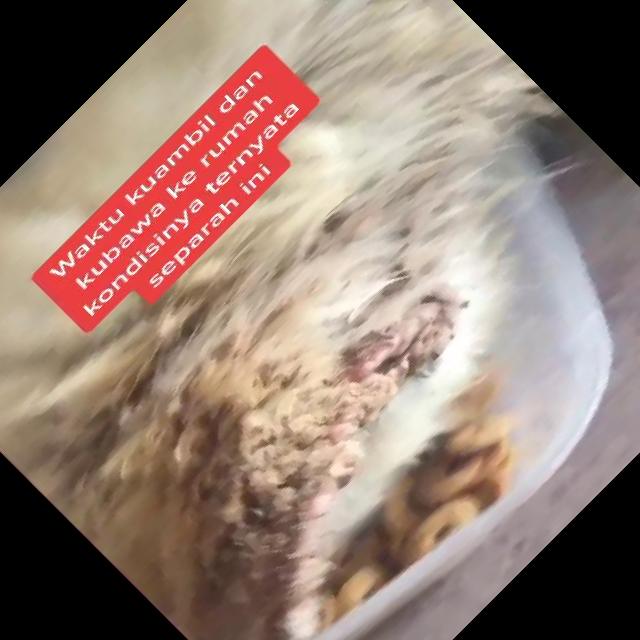 Waktu kuambil dan
kubawa ke rumah
kondisinya ternyata
separah ini